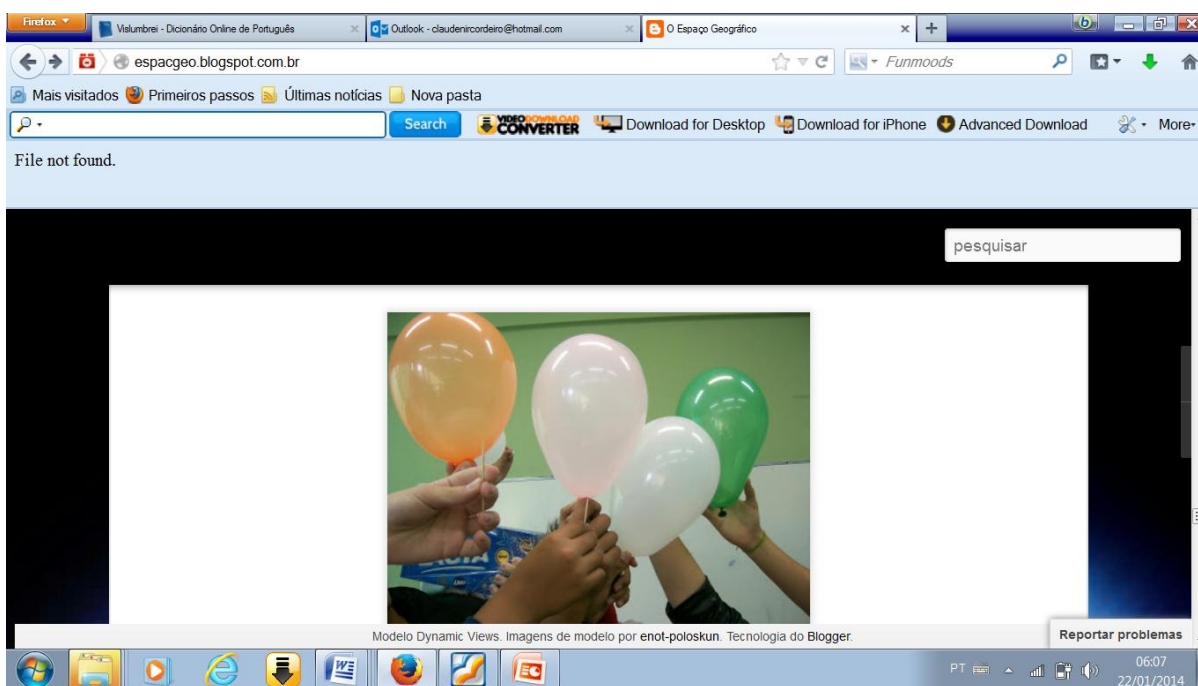 Firefox
Vislumbrei - Dicionário Online de Português
Outlook - claudenircordeiro@hotmail.com
O Espaço Geográfico
espacgeo.blogspot.com.br
Funmoods
Mais visitados Primeiros passos Últimas notícias Nova pasta
Search VIDEO DOWNLOAD CONVERTER Download for Desktop Download for iPhone Advanced Download More
File not found.
pesquisar
LACTA
Modelo Dynamic Views. Imagens de modelo por enot-poloskun. Tecnologia do Blogger.
Reportar problemas
PT 06:07
22/01/2014